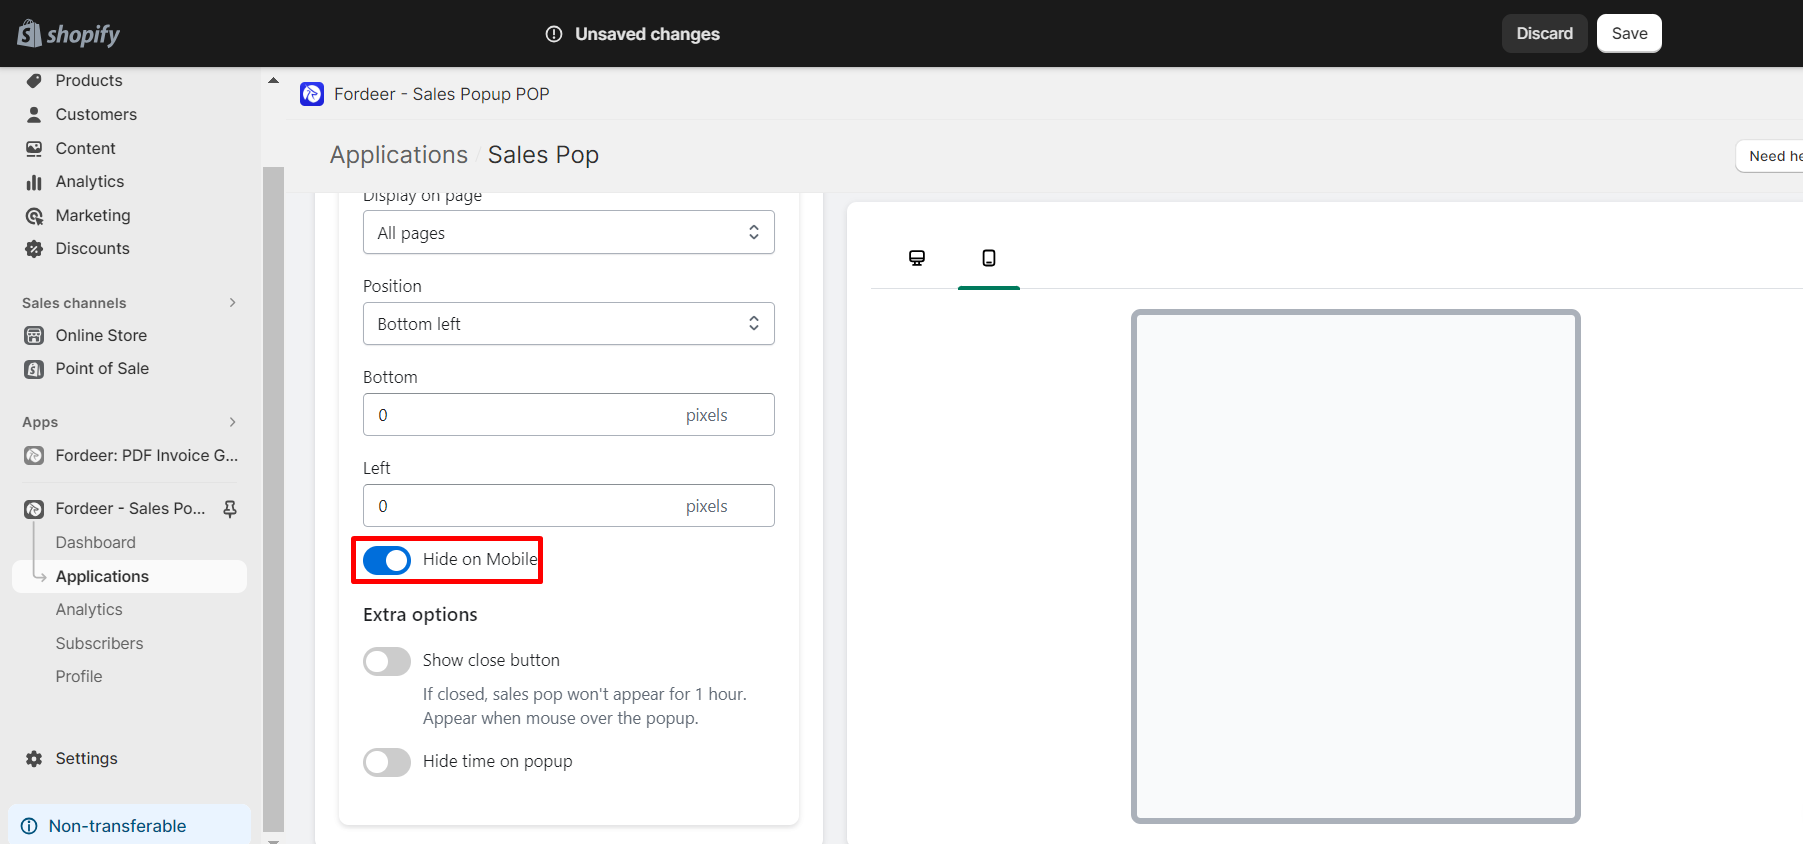 shopify
Unsaved changes
Discard
Save
Products
Customers
Content
Analytics
Marketing
Discounts
Sales channels
Online Store
Point of Sale
Apps
Fordeer: PDF Invoice G...
Fordeer - Sales Po...
Dashboard
Applications
Analytics
Subscribers
Profile
Settings
Non-transferable
Fordeer - Sales Popup POP
Applications / Sales Pop
Need he
Display on page
All pages
Position
Bottom left
Bottom
0 pixels
Left
0 pixels
Hide on Mobile
Extra options
Show close button
If closed, sales pop won't appear for 1 hour.
Appear when mouse over the popup.
Hide time on popup